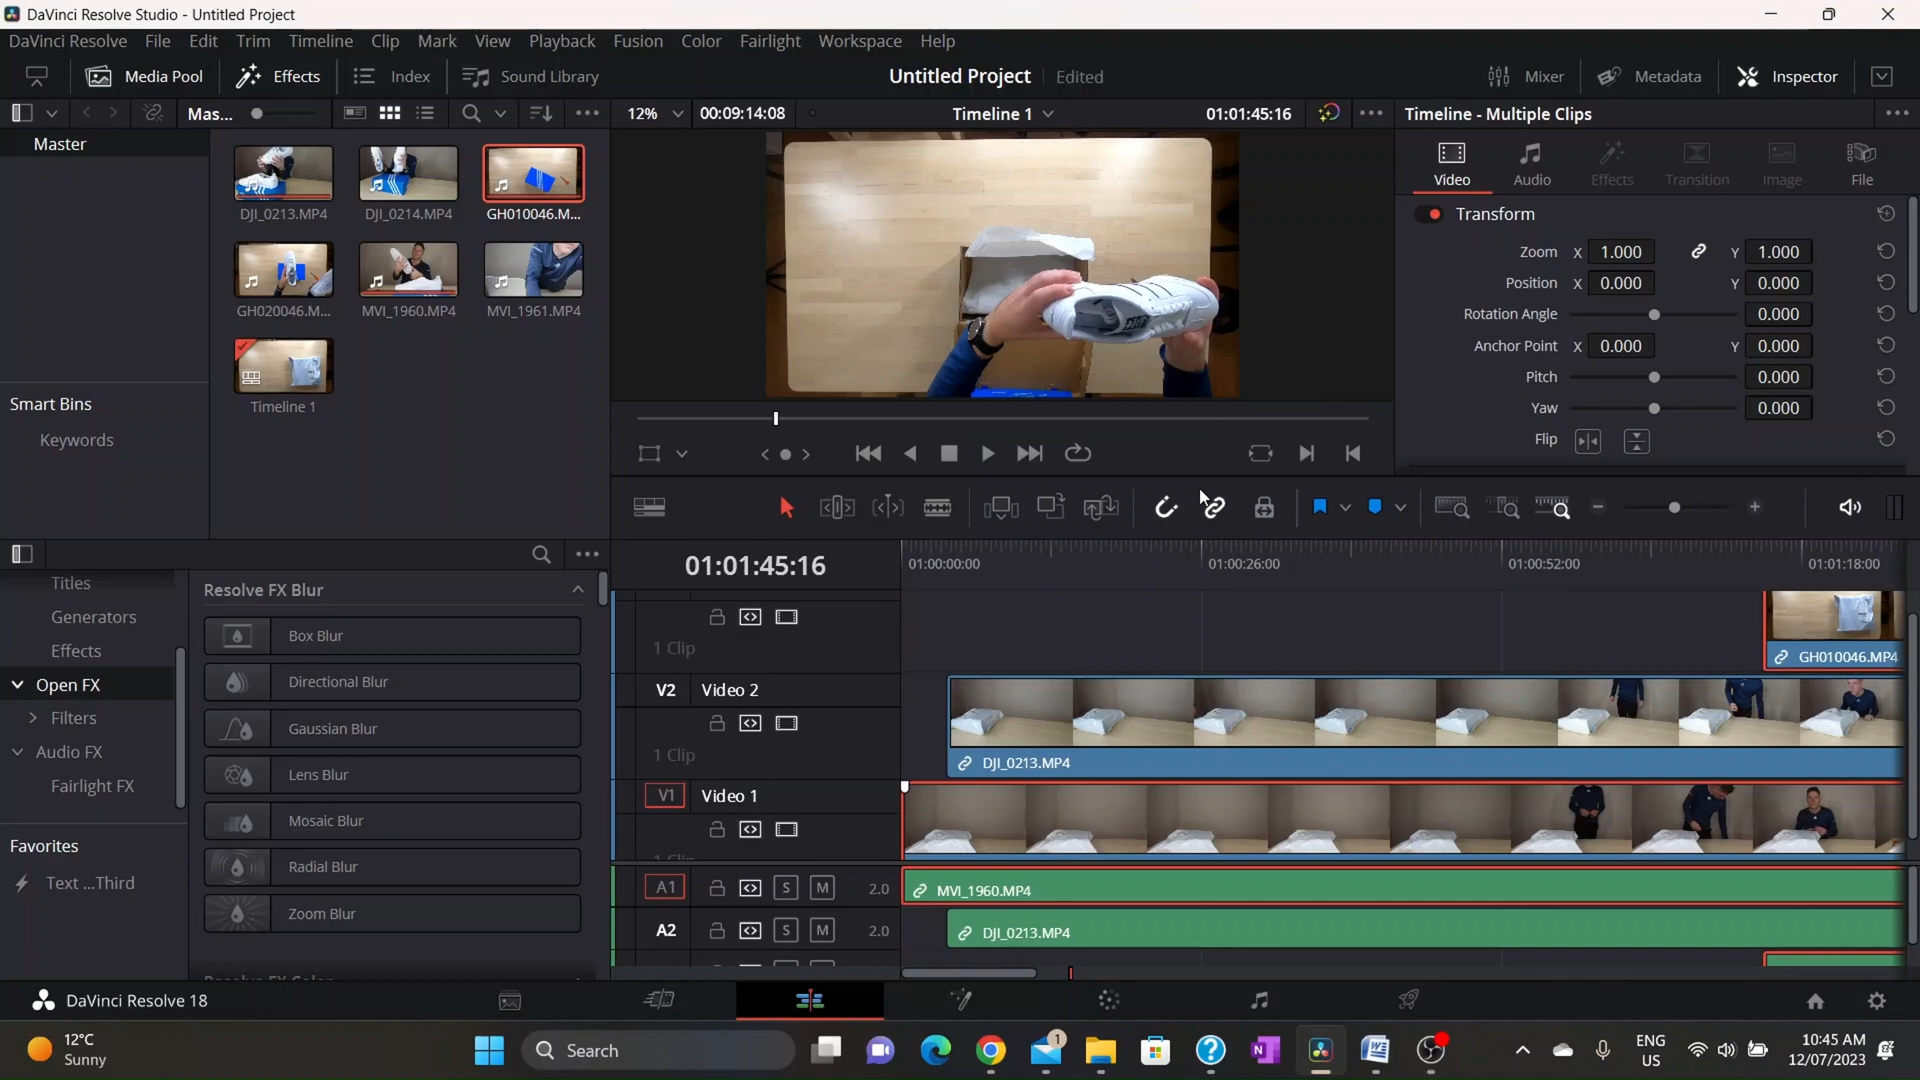 DaVinci Resolve Studio - Untitled Project
DaVinci Resolve File Edit Trim Timeline Clip Mark View Playback Fusion Color Fairlight Workspace Help
Media Pool Effects Index Sound Library Untitled Project Edited Mixer Metadata Inspector
Mas... 12% 00:09:14:08 Timeline 1 01:01:45:16 Timeline - Multiple Clips
Master
Video Audio Effects Transition Image File
DJI_0213.MP4 DJI_0214.MP4 GH010046.M...
Transform
Zoom X 1.000 Y 1.000
Position X 0.000 Y 0.000
GH020046.M... MVI_1960.MP4 MVI_1961.MP4
Rotation Angle 0.000
Anchor Point X 0.000 Y 0.000
Pitch 0.000
Timeline 1
Yaw 0.000
Flip
Smart Bins
Keywords
01:01:45:16 01:00:00:00 01:00:26:00 01:00:52:00 01:01:18:00
Titles
Generators
Effects
Open FX
Filters
Audio FX
Fairlight FX
Favorites
Text ...Third
Resolve FX Blur
Box Blur
Directional Blur
Gaussian Blur
Lens Blur
Mosaic Blur
Radial Blur
Zoom Blur
1 Clip
GH010046.MP4
V2 Video 2
1 Clip
DJI_0213.MP4
V1 Video 1
A1 S M 2.0 MVI_1960.MP4
A2 S M 2.0 DJI_0213.MP4
DaVinci Resolve 18
12°C
Sunny
Search
1
ENG
US
10:45 AM
12/07/2023